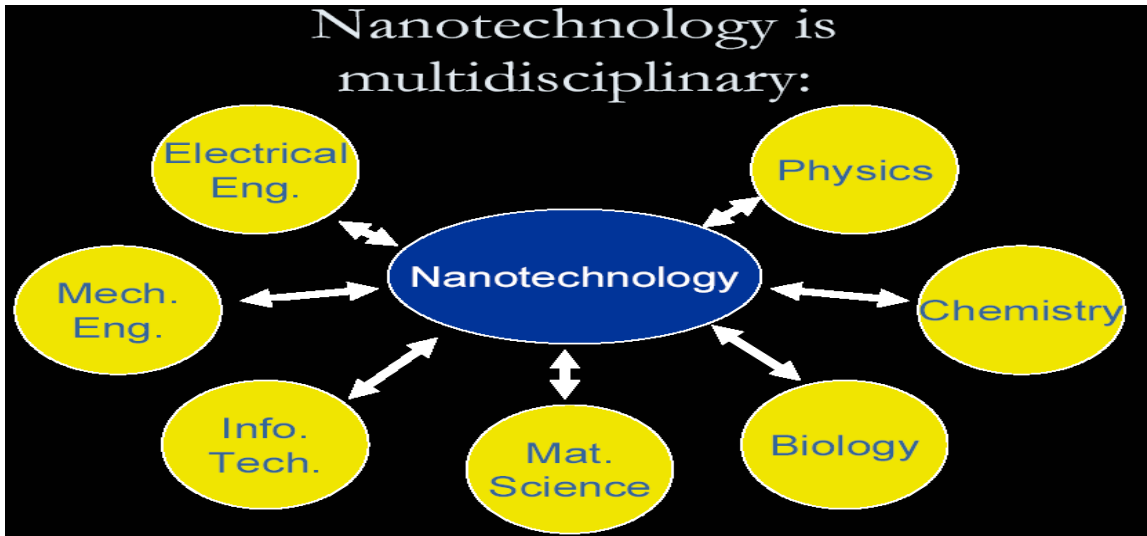 Nanotechnology is
multidisciplinary:
Electrical
Eng.
Physics
Nanotechnology
Mech.
Eng.
Chemistry
Info.
Tech.
Mat.
Science
Biology